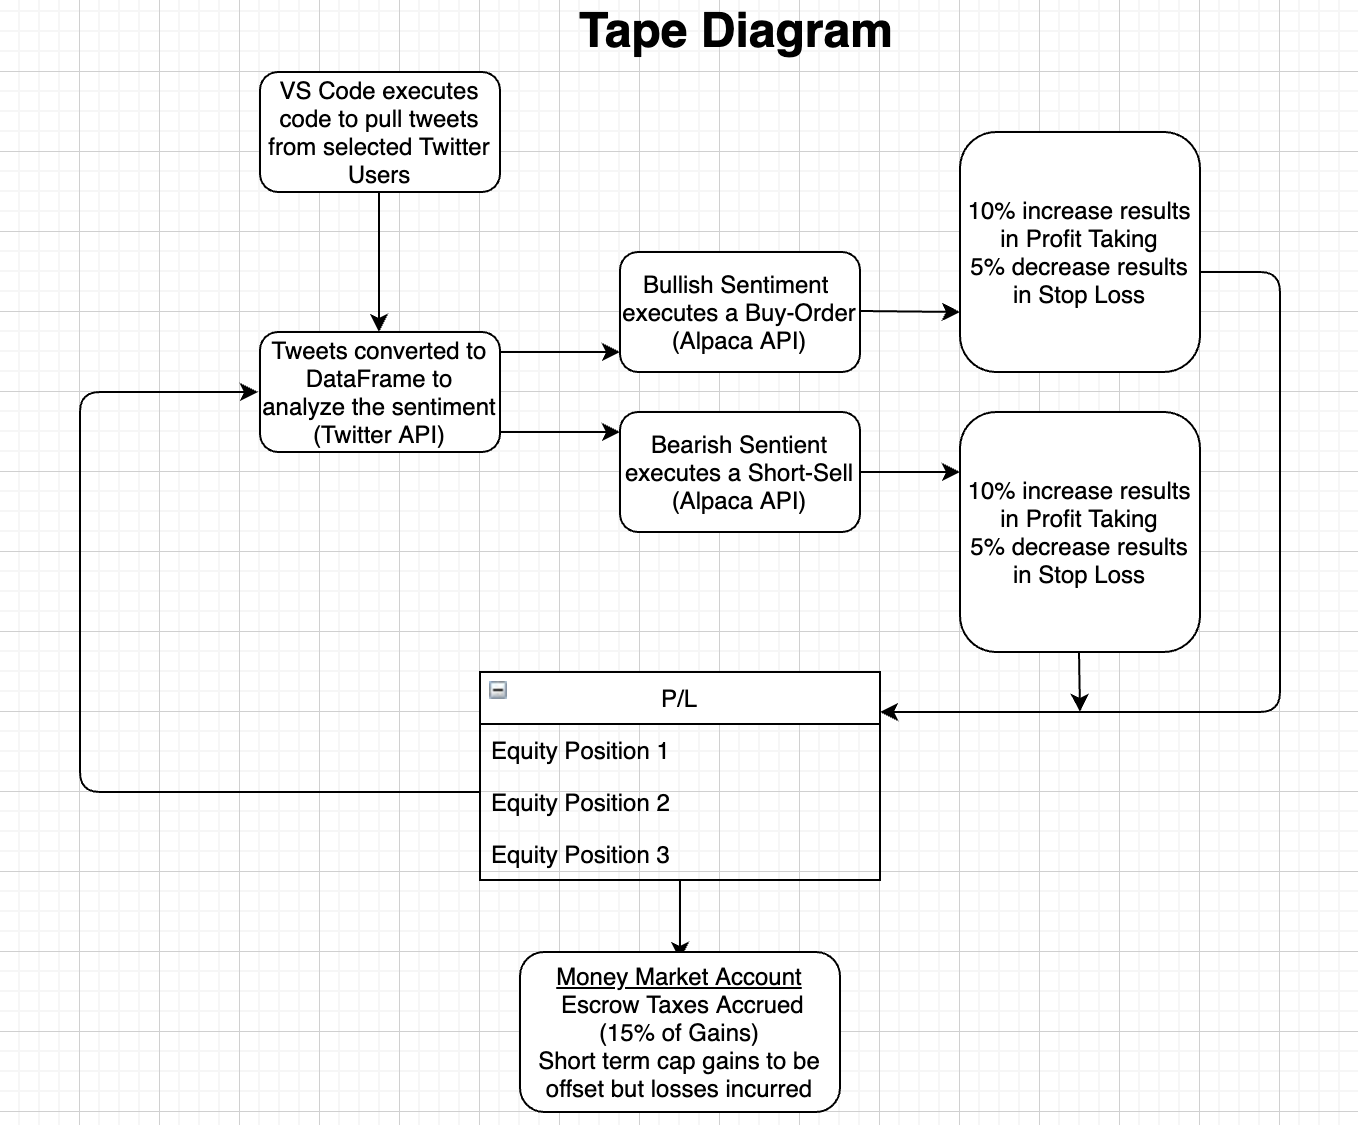 Tape Diagram
VS Code executes
code to pull tweets
from selected Twitter
Users
Tweets converted to
DataFrame to
analyze the sentiment
(Twitter API)
Bullish Sentiment
executes a Buy-Order
(Alpaca API)
Bearish Sentient
executes a Short-Sell
(Alpaca API)
10% increase results
in Profit Taking
5% decrease results
in Stop Loss
10% increase results
in Profit Taking
5% decrease results
in Stop Loss
P/L
Equity Position 1
Equity Position 2
Equity Position 3
Money Market Account
Escrow Taxes Accrued
(15% of Gains)
Short term cap gains to be
offset but losses incurred